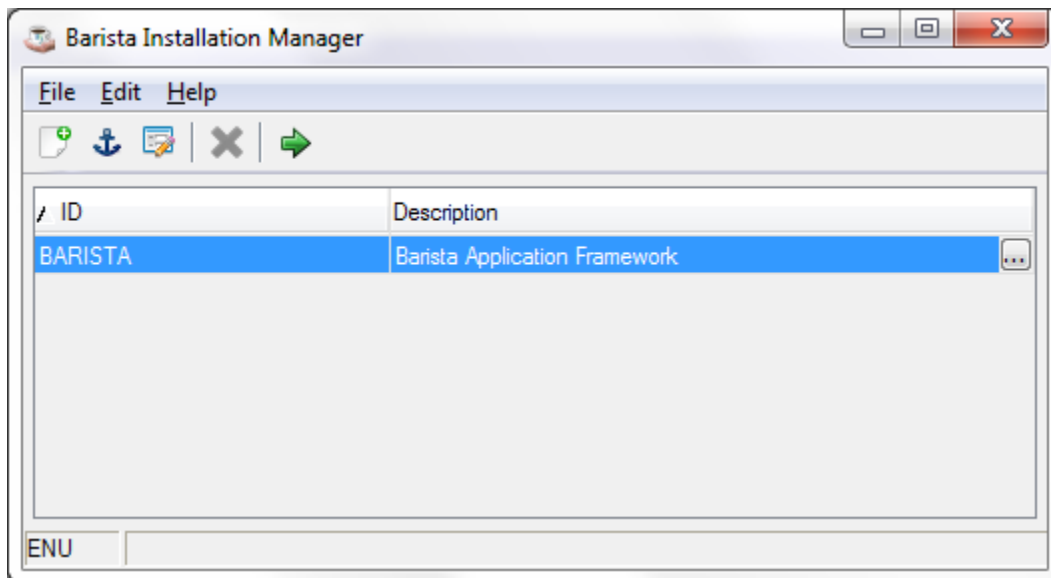 Barista Installation Manager
File Edit Help
ID Description
BARISTA Barista Application Framework ...
ENU